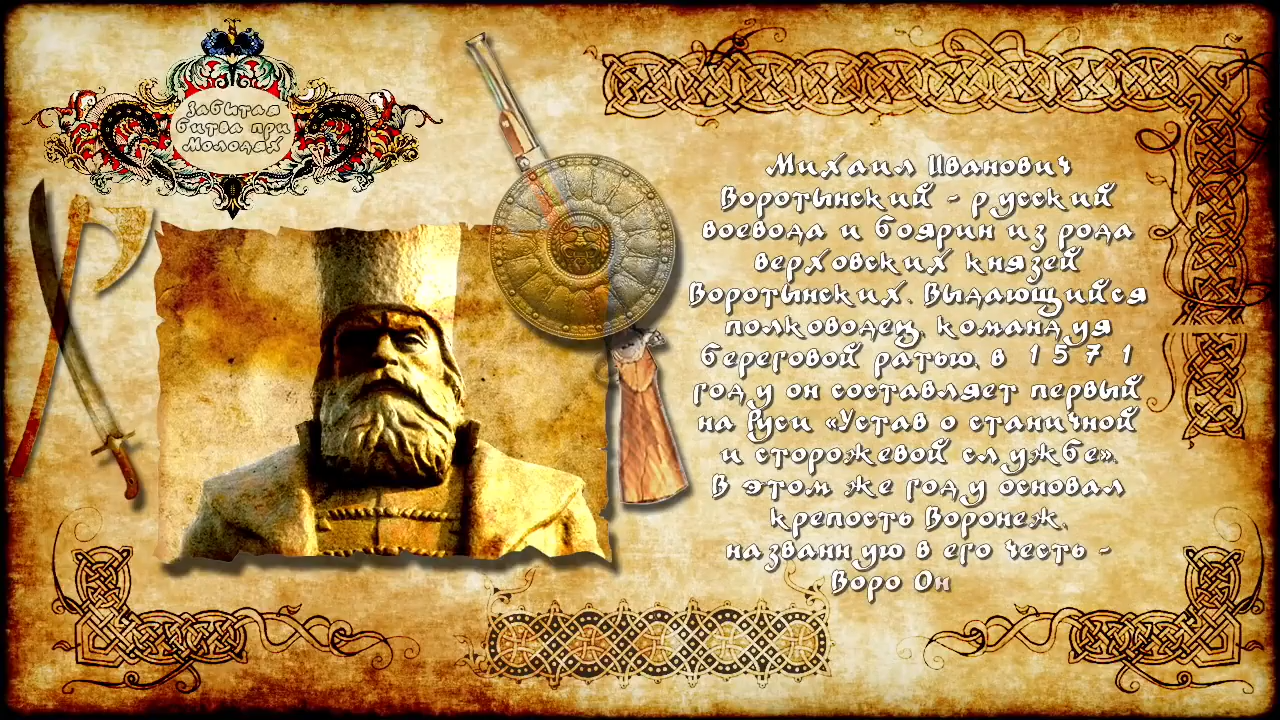 Забытая
битва при
Молодях
Михаил Иванович
Воротынский - русский
воевода и боярин из рода
верховских князей
Воротынских. Выдающийся
полководец, командуя
береговой ратью, в 1571
году он составляет первый
на Руси «Устав о станичной
и сторожевой службе».
В этом же году основал
крепость Воронеж,
названную в его честь -
Воро Он